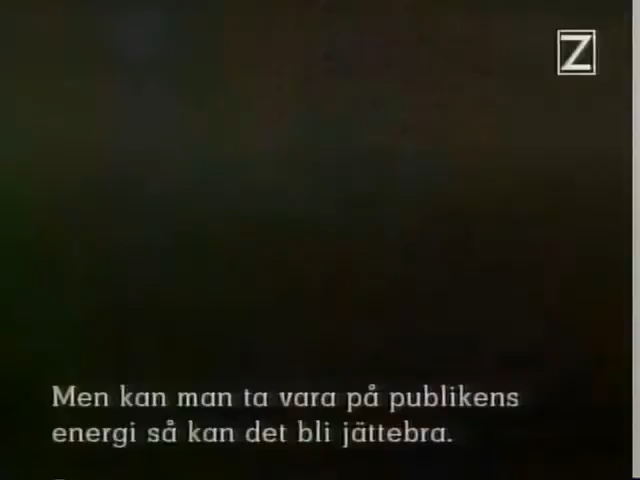 Z
Men kan man ta vara på publikens
energi så kan det bli jättebra.